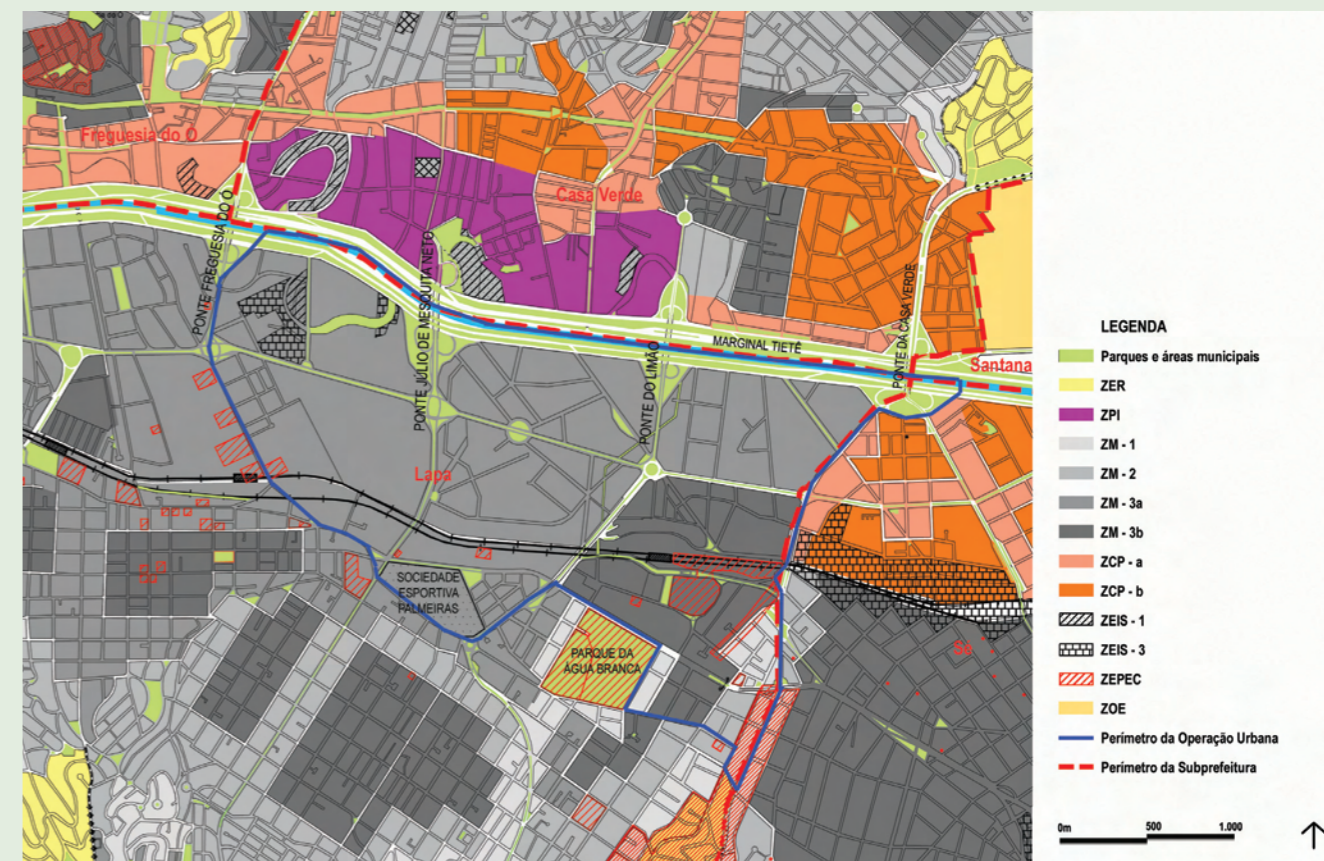 Freguesia do O
Casa Verde
PONTE FREGUESIA DO Ó
PONTE JÚLIO DE MESQUITA NETO
PONTE DO LIMÃO
MARGINAL TIETÊ
PONTE DA CASA VERDE
Santana
Lapa
SOCIEDADE
ESPORTIVA
PALMEIRAS
PARQUE DA
ÁGUA BRANCA
Sé
LEGENDA
Parques e áreas municipais
ZER
ZPI
ZM - 1
ZM - 2
ZM - 3a
ZM - 3b
ZCP - a
ZCP - b
ZEIS - 1
ZEIS - 3
ZEPEC
ZOE
Perímetro da Operação Urbana
Perímetro da Subprefeitura
0m 500 1.000